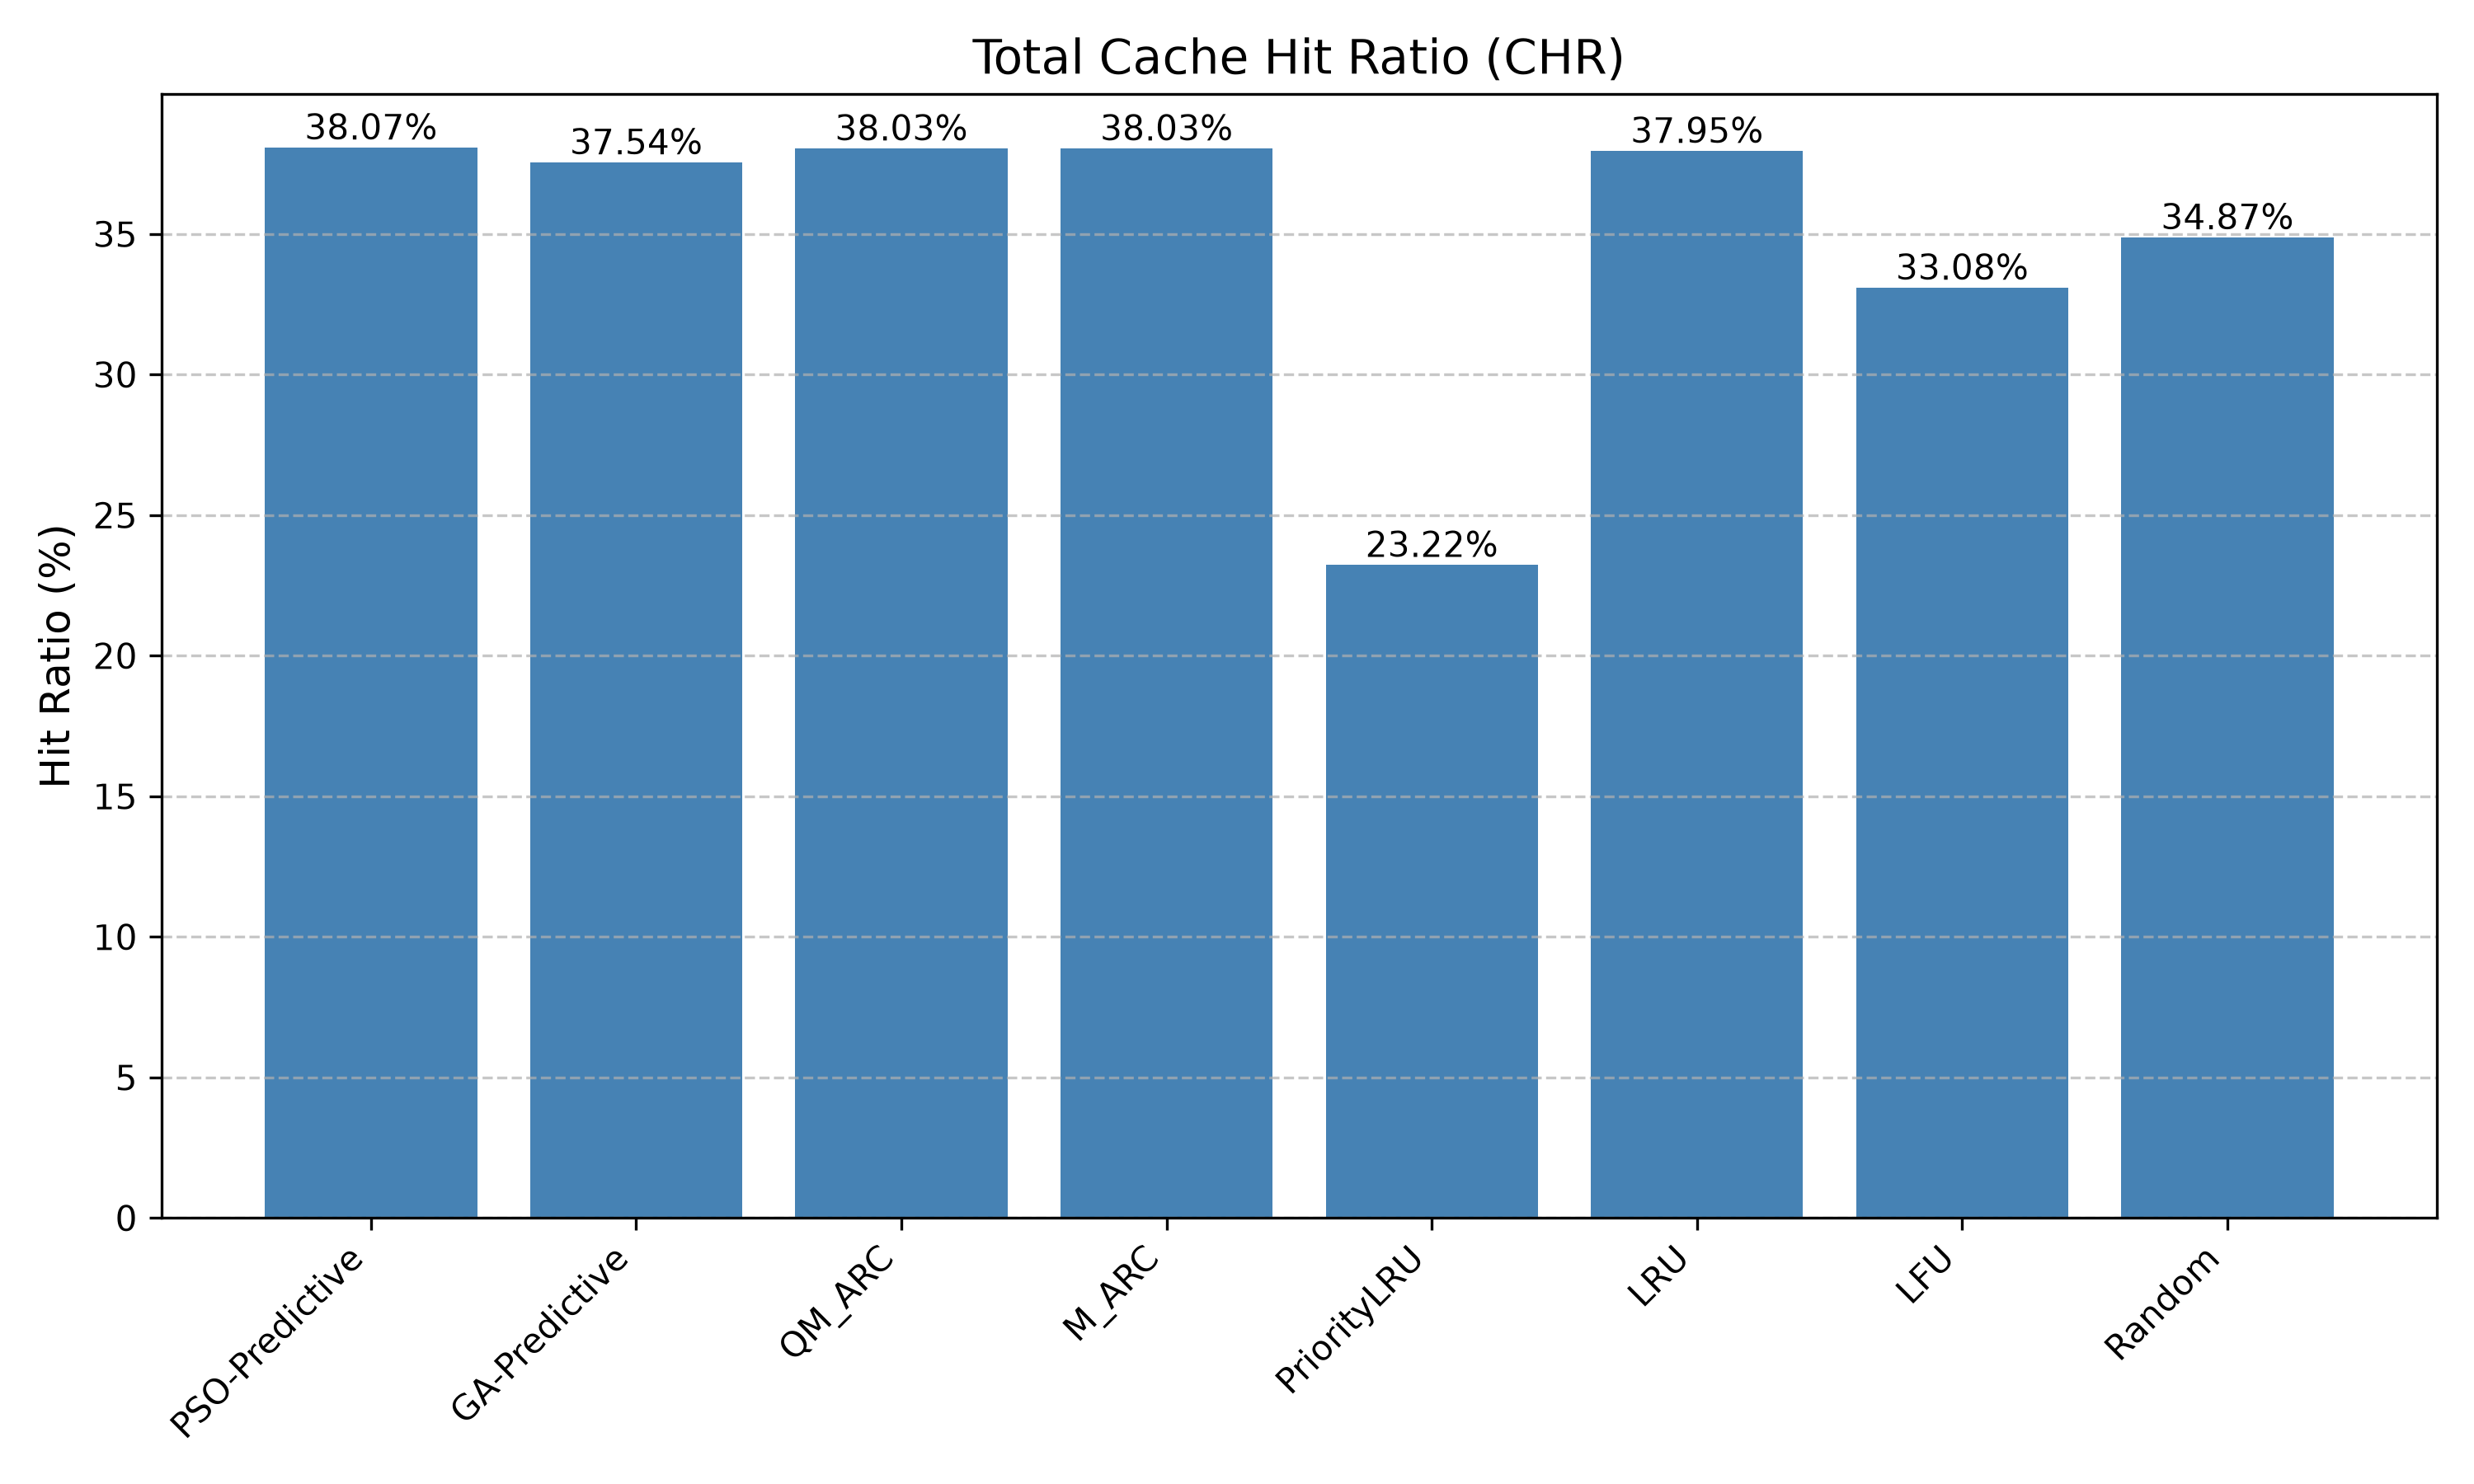 Total Cache Hit Ratio (CHR)
38.07%
37.54%
38.03%
38.03%
23.22%
37.95%
33.08%
34.87%
Hit Ratio (%)
35
30
25
20
15
10
5
0
PSO-Predictive
GA-Predictive
QM_ARC
M_ARC
PriorityLRU
LRU
LFU
Random